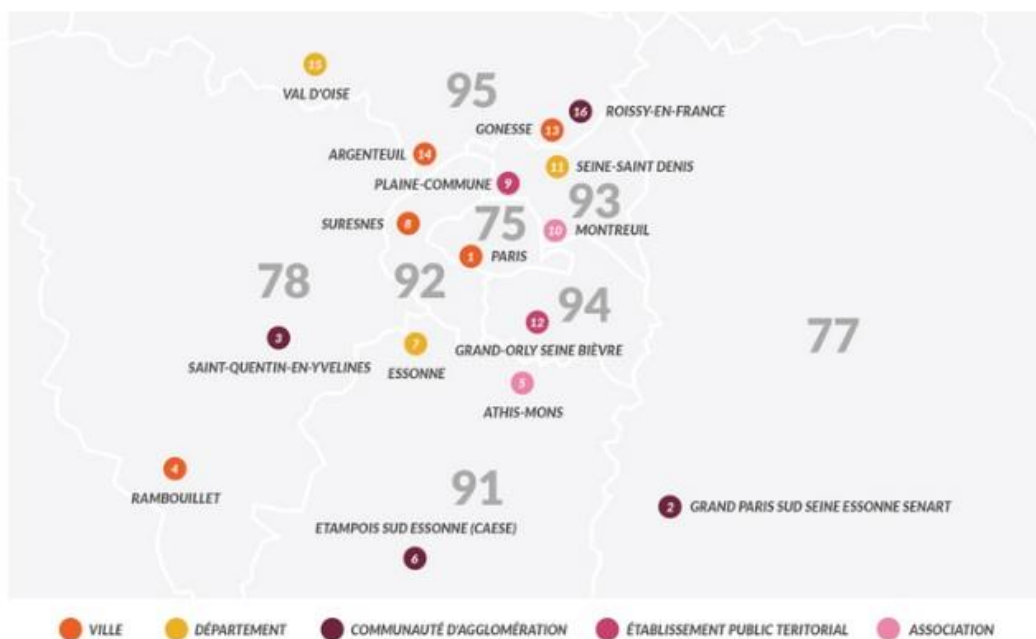 15
VAL D'OISE
95
16 ROISSY-EN-FRANCE
GONESSE 13
ARGENTEUIL 14
11 SEINE-SAINT DENIS
PLAINE-COMMUNE 9
93
SURESNES 8
75
10 MONTREUIL
1 PARIS
78
92
94
12
GRAND-ORLY SEINE BIÈVRE
77
3
SAINT-QUENTIN-EN-YVELINES
7
ESSONNE
5
ATHIS-MONS
4
RAMBOUILLET
91
2 GRAND PARIS SUD SEINE ESSONNE SENART
ETAMPOIS SUD ESSONNE (CAESE)
6
VILLE
DÉPARTEMENT
COMMUNAUTÉ D'AGGLOMÉRATION
ÉTABLISSEMENT PUBLIC TERITORIAL
ASSOCIATION